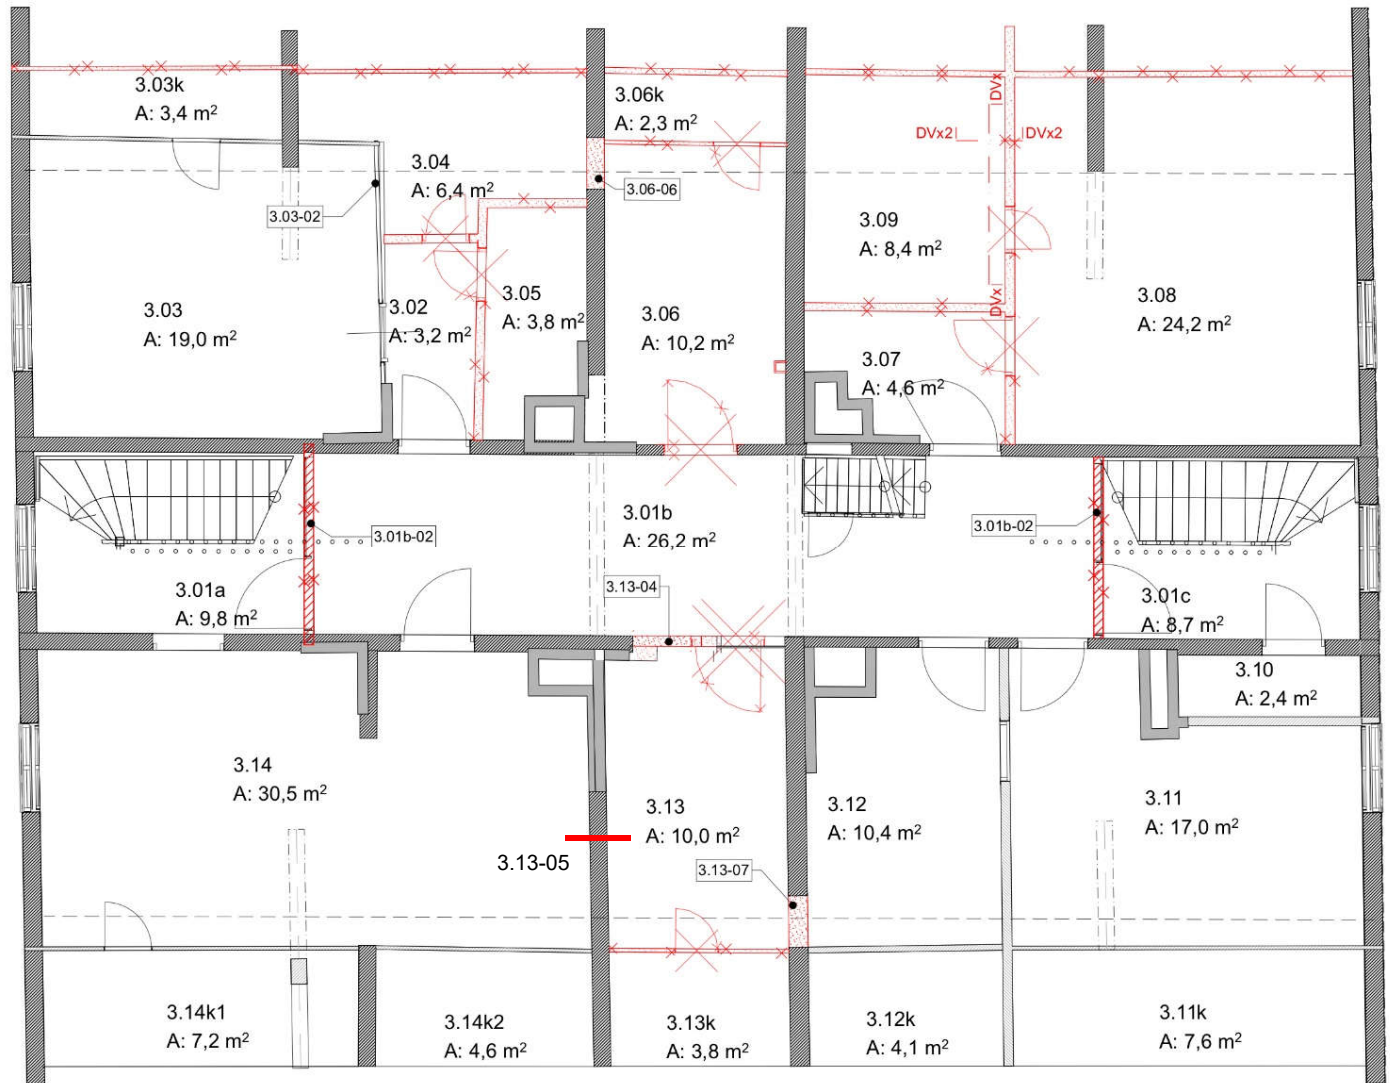 3.03k
A: 3,4 m²
3.04
A: 6,4 m²
3.06k
A: 2,3 m²
DVx
DVx2
DVx2
3.06-06
3.03-02
3.09
A: 8,4 m²
DVx
3.03
A: 19,0 m²
3.02
A: 3,2 m²
3.05
A: 3,8 m²
3.06
A: 10,2 m²
3.08
A: 24,2 m²
3.07
A: 4,6 m²
3.01b-02
3.01b
A: 26,2 m²
3.01b-02
3.01a
A: 9,8 m²
3.13-04
3.01c
A: 8,7 m²
3.10
A: 2,4 m²
3.14
A: 30,5 m²
3.13
A: 10,0 m²
3.12
A: 10,4 m²
3.11
A: 17,0 m²
3.13-05
3.13-07
3.14k1
A: 7,2 m²
3.14k2
A: 4,6 m²
3.13k
A: 3,8 m²
3.12k
A: 4,1 m²
3.11k
A: 7,6 m²